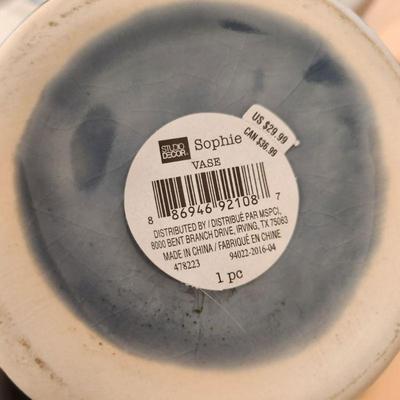 STUDIO
DECOR
Sophie
US $29.99
CAN $36.99
VASE
8 86946 92108 7
DISTRIBUTED BY / DISTRIBUÉ PAR MSPCI,
8000 BENT BRANCH DRIVE, IRVING, TX 75063
MADE IN CHINA / FABRIQUÉ EN CHINE
478223 94022-2016-04
1 pc